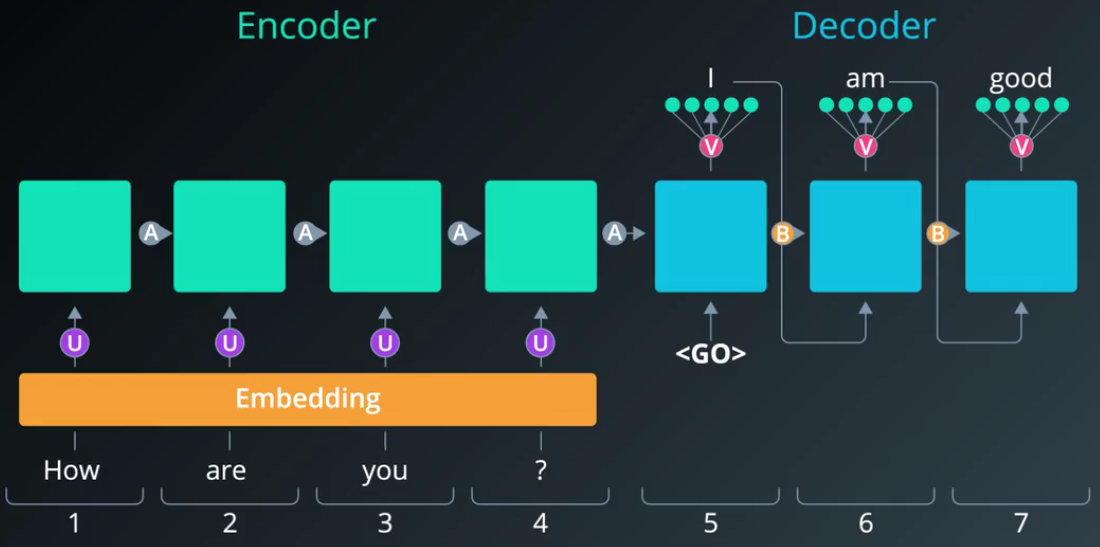 Encoder
Decoder
I am good
V V V
A A A A B B
U U U U
<GO>
Embedding
How are you ?
1 2 3 4 5 6 7